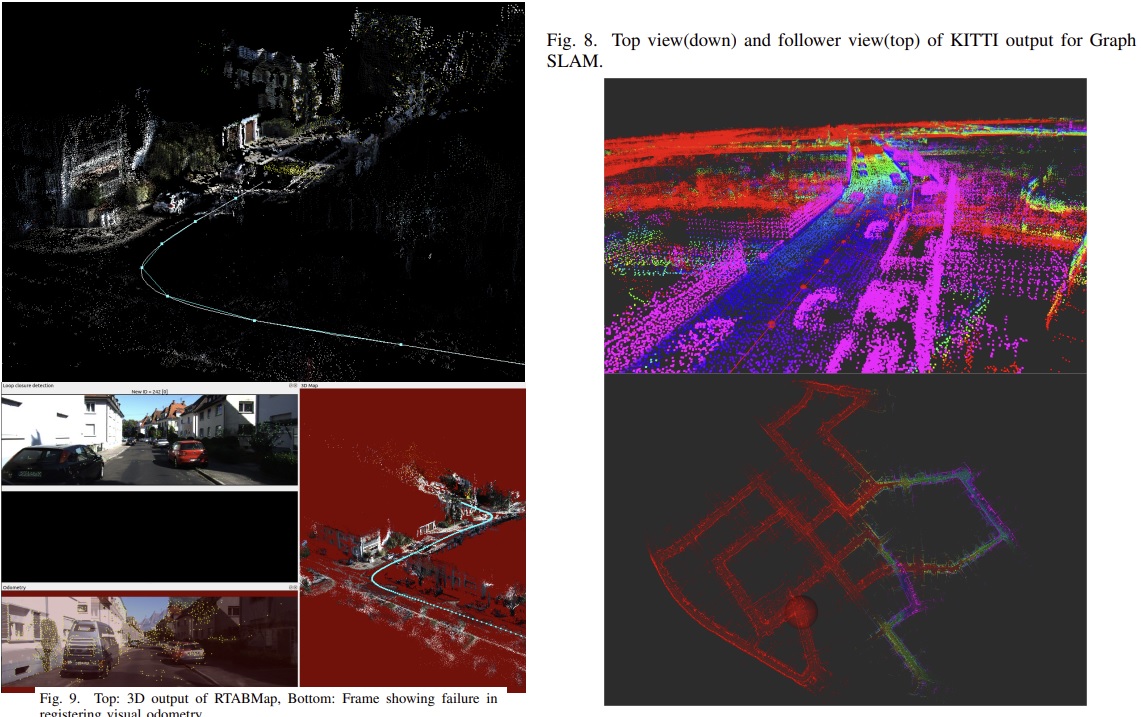 Fig. 8. Top view(down) and follower view(top) of KITTI output for Graph
SLAM.
Loop closure detection
New ID = 242 [0]
3D Map
Odometry
Fig. 9. Top: 3D output of RTABMap, Bottom: Frame showing failure in
registering visual odometry